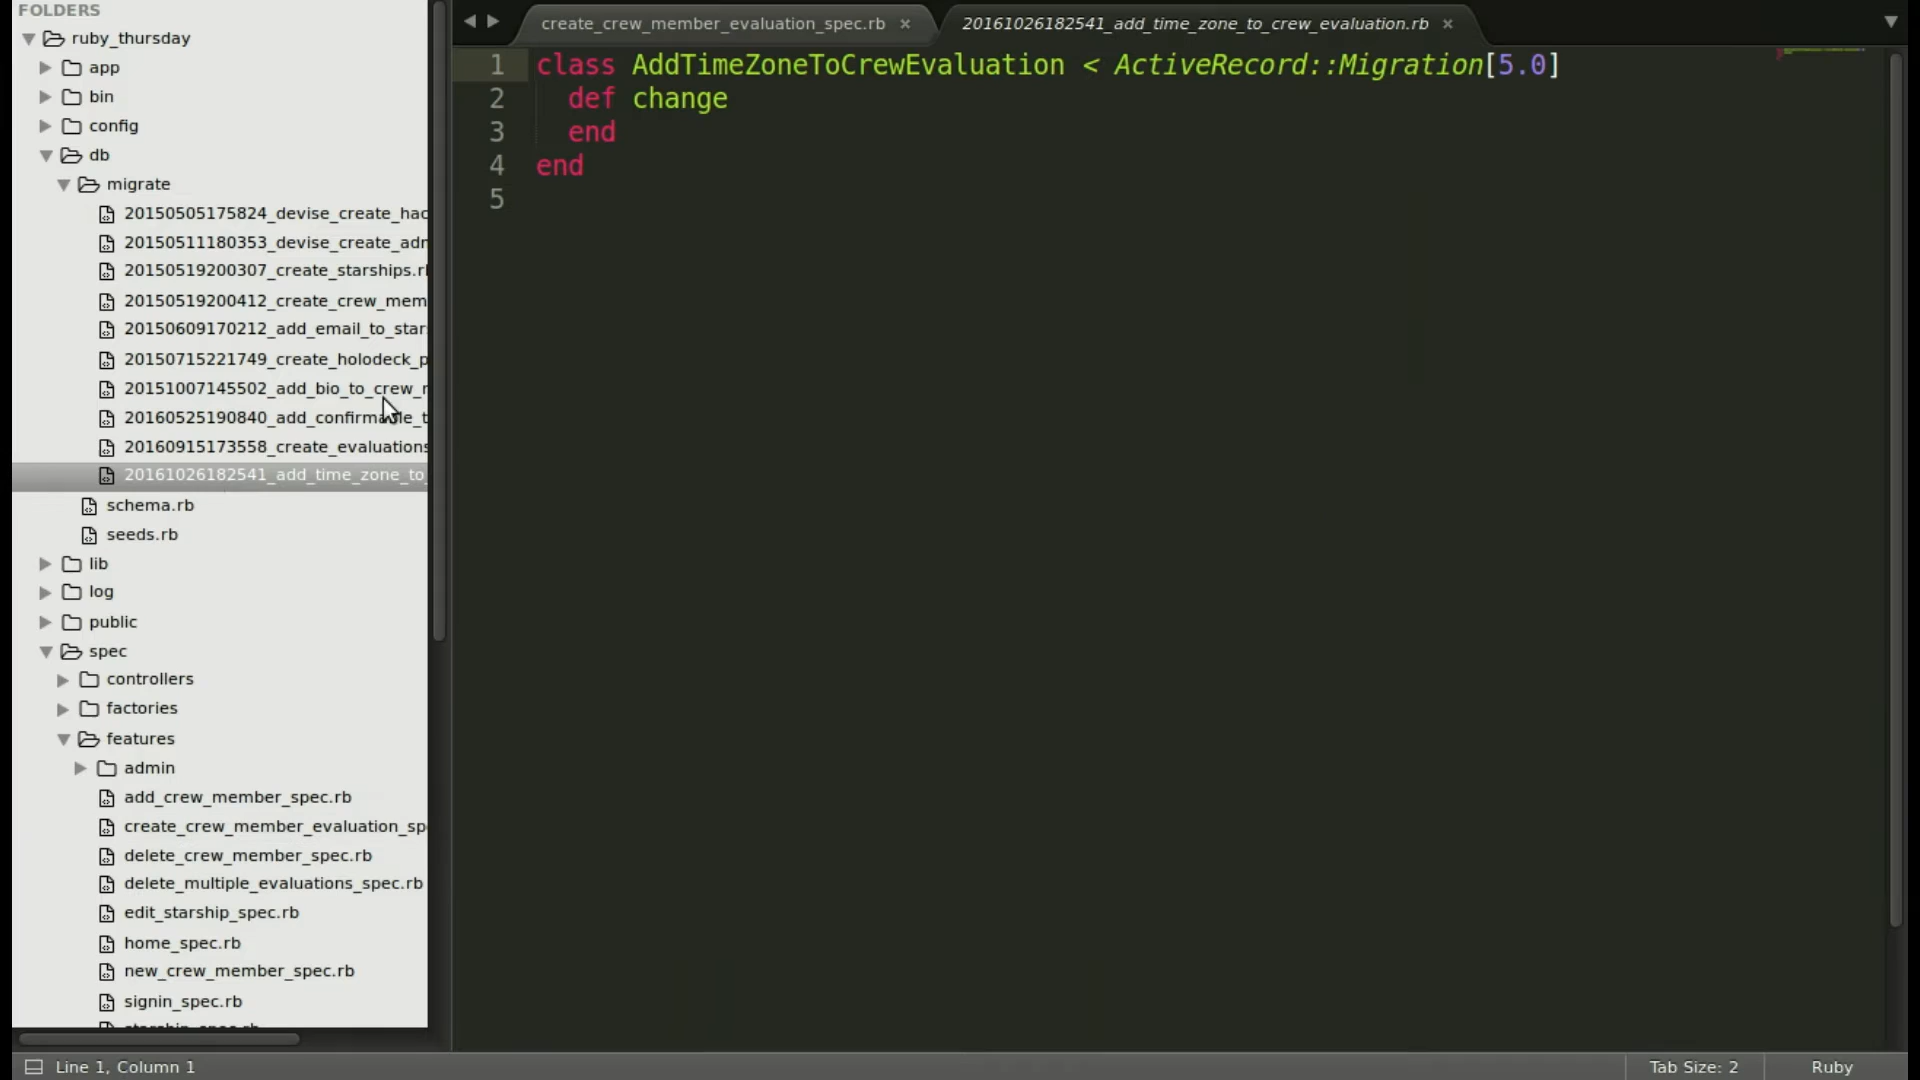 FOLDERS
ruby_thursday
app
bin
config
db
migrate
20150505175824_devise_create_hac
20150511180353_devise_create_adn
20150519200307_create_starships.r
20150519200412_create_crew_mem
20150609170212_add_email_to_star
20150715221749_create_holodeck_p
20151007145502_add_bio_to_crew_
20160525190840_add_confirmable_t
20160915173558_create_evaluations
20161026182541_add_time_zone_to_
schema.rb
seeds.rb
lib
log
public
spec
controllers
factories
features
admin
add_crew_member_spec.rb
create_crew_member_evaluation_sp
delete_crew_member_spec.rb
delete_multiple_evaluations_spec.rb
edit_starship_spec.rb
home_spec.rb
new_crew_member_spec.rb
signin_spec.rb
create_crew_member_evaluation_spec.rb × 20161026182541_add_time_zone_to_crew_evaluation.rb ×
1 class AddTimeZoneToCrewEvaluation < ActiveRecord::Migration[5.0]
2 def change
3 end
4 end
5
Line 1, Column 1 Tab Size: 2 Ruby